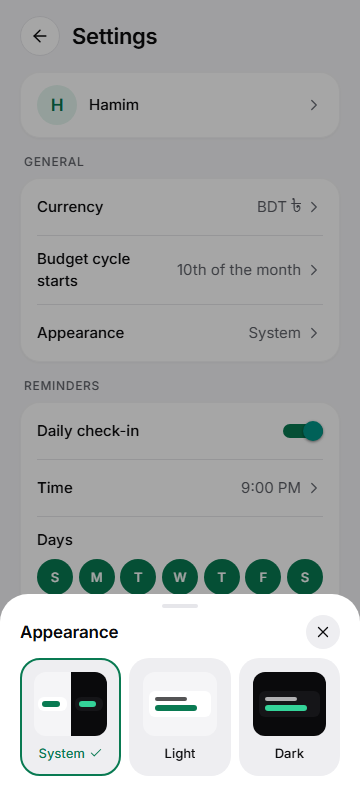 Settings
H
Hamim
GENERAL
Currency
BDT ৳
Budget cycle
starts
10th of the month
Appearance
System
REMINDERS
Daily check-in
Time
9:00 PM
Days
S M T W T F S
Appearance
System
Light
Dark